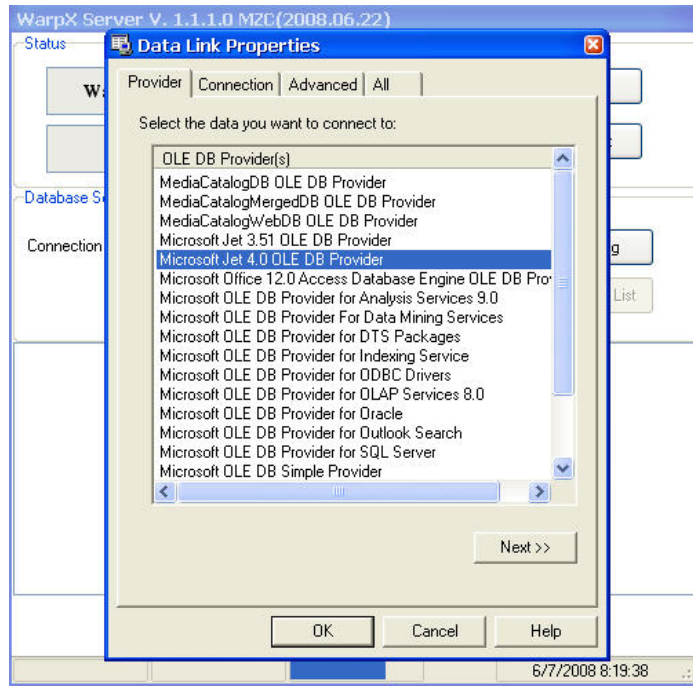 WarpX Server V. 1.1.1.0 MZC(2008.06.22)
Status
Data Link Properties
Provider
Connection
Advanced
All
Select the data you want to connect to:
OLE DB Provider(s)
MediaCatalogDB OLE DB Provider
MediaCatalogMergedDB OLE DB Provider
MediaCatalogWebDB OLE DB Provider
Microsoft Jet 3.51 OLE DB Provider
Microsoft Jet 4.0 OLE DB Provider
Microsoft Office 12.0 Access Database Engine OLE DB Pro
Microsoft OLE DB Provider for Analysis Services 9.0
Microsoft OLE DB Provider For Data Mining Services
Microsoft OLE DB Provider for DTS Packages
Microsoft OLE DB Provider for Indexing Service
Microsoft OLE DB Provider for ODBC Drivers
Microsoft OLE DB Provider for OLAP Services 8.0
Microsoft OLE DB Provider for Oracle
Microsoft OLE DB Provider for Outlook Search
Microsoft OLE DB Provider for SQL Server
Microsoft OLE DB Simple Provider
Database S
Connection
g
List
Next >>
OK
Cancel
Help
6/7/2008 8:19:38